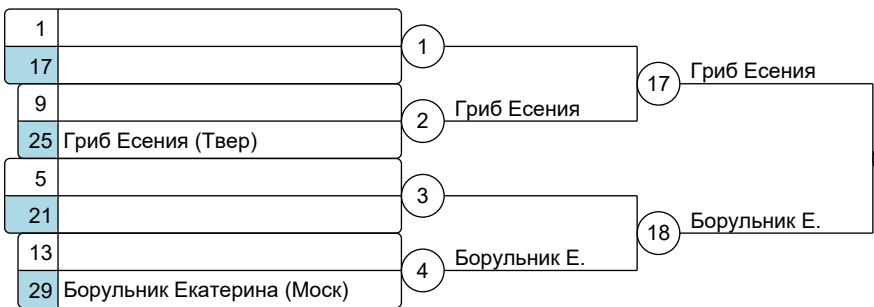 1
17
1
9
25 Гриб Есения (Твер)
2 Гриб Есения
17 Гриб Есения
5
21
3
13
29 Борульник Екатерина (Моск)
4 Борульник Е.
18 Борульник Е.